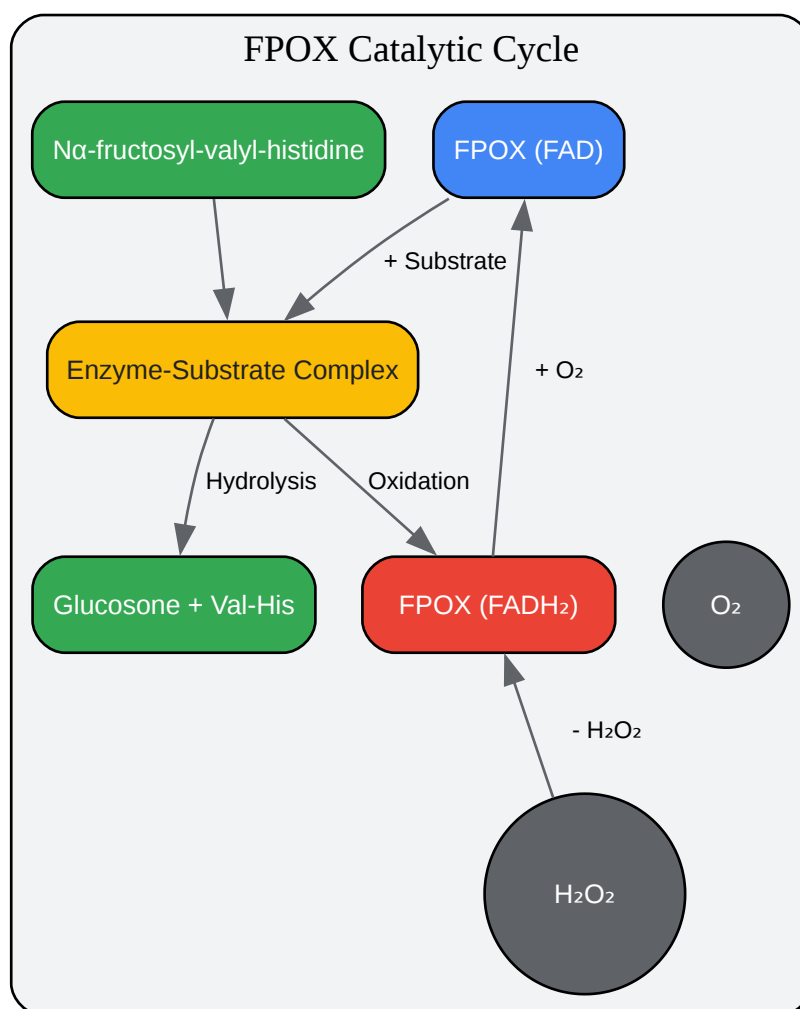 FPOX Catalytic Cycle
Nα-fructosyl-valyl-histidine
FPOX (FAD)
+ Substrate
Enzyme-Substrate Complex
+ O₂
Hydrolysis
Oxidation
Glucosone + Val-His
FPOX (FADH₂)
O₂
- H₂O₂
H₂O₂